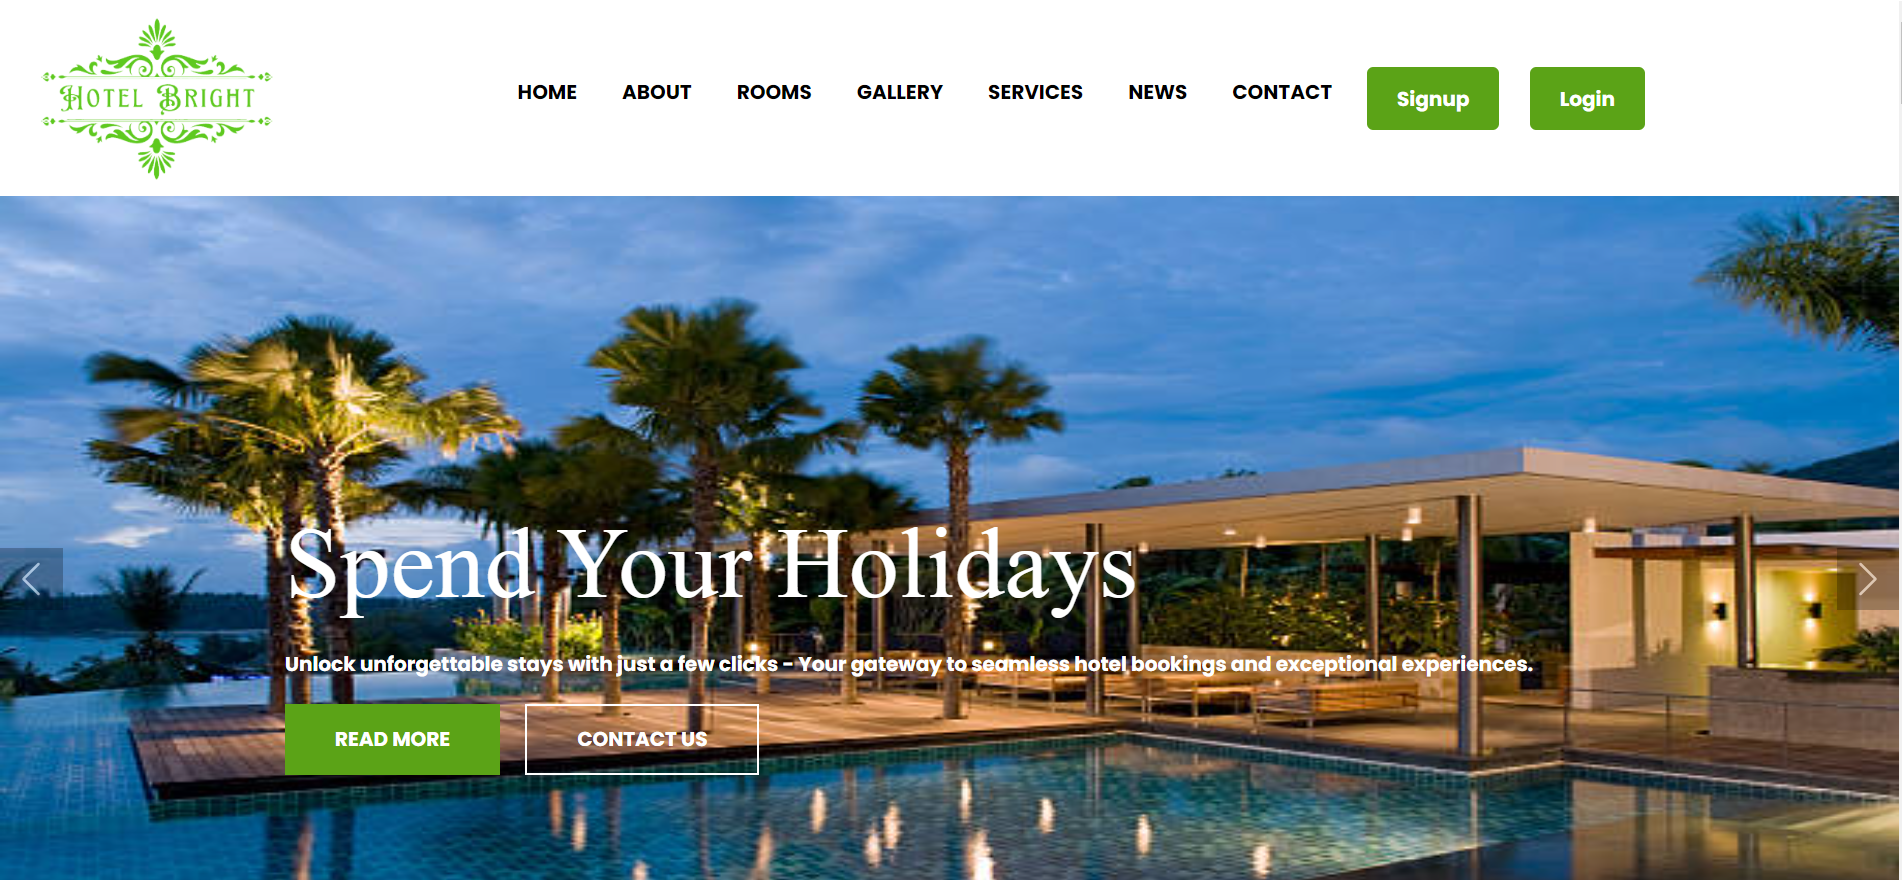 HOTEL BRIGHT
HOME ABOUT ROOMS GALLERY SERVICES NEWS CONTACT Signup Login
Spend Your Holidays
Unlock unforgettable stays with just a few clicks - Your gateway to seamless hotel bookings and exceptional experiences.
READ MORE CONTACT US